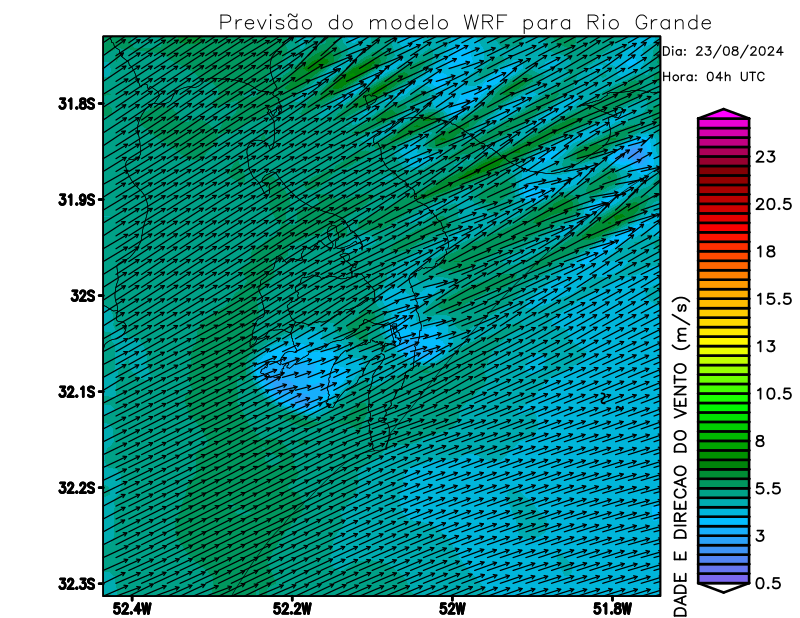 Previsão do modelo WRF para Rio Grande
Dia: 23/08/2024
Hora: 04h UTC
31.8S
31.9S
32S
32.1S
32.2S
32.3S
52.4W
52.2W
52W
51.8W
23
20.5
18
15.5
13
10.5
8
5.5
3
0.5
DADE E DIRECAO DO VENTO (m/s)